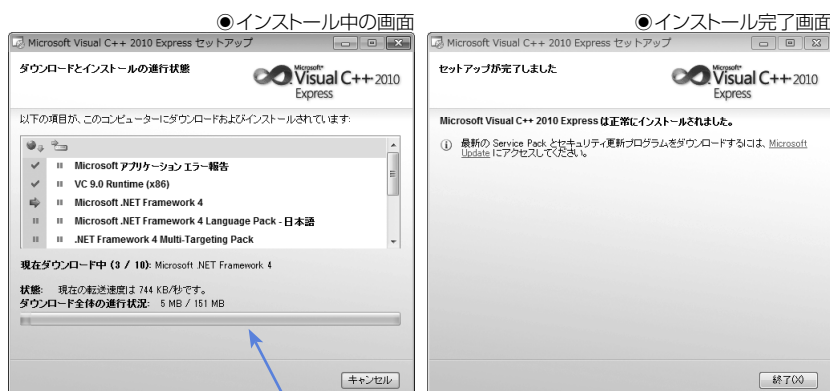 ●インストール中の画面
Microsoft Visual C++ 2010 Express セットアップ
ダウンロードとインストールの進行状態
Microsoft®
Visual C++ 2010
Express
以下の項目が、このコンピューターにダウンロードおよびインストールされています:
Microsoft アプリケーション エラー報告
VC 9.0 Runtime (x86)
Microsoft .NET Framework 4
Microsoft .NET Framework 4 Language Pack - 日本語
.NET Framework 4 Multi-Targeting Pack
現在ダウンロード中 (3 / 10): Microsoft .NET Framework 4
状態: 現在の転送速度は 744 KB/秒です。
ダウンロード全体の進行状況: 5 MB / 151 MB
キャンセル
●インストール完了画面
Microsoft Visual C++ 2010 Express セットアップ
セットアップが完了しました
Microsoft®
Visual C++ 2010
Express
Microsoft Visual C++ 2010 Express は正常にインストールされました。
最新の Service Pack とセキュリティ更新プログラムをダウンロードするには、Microsoft
Update にアクセスしてください。
終了(X)